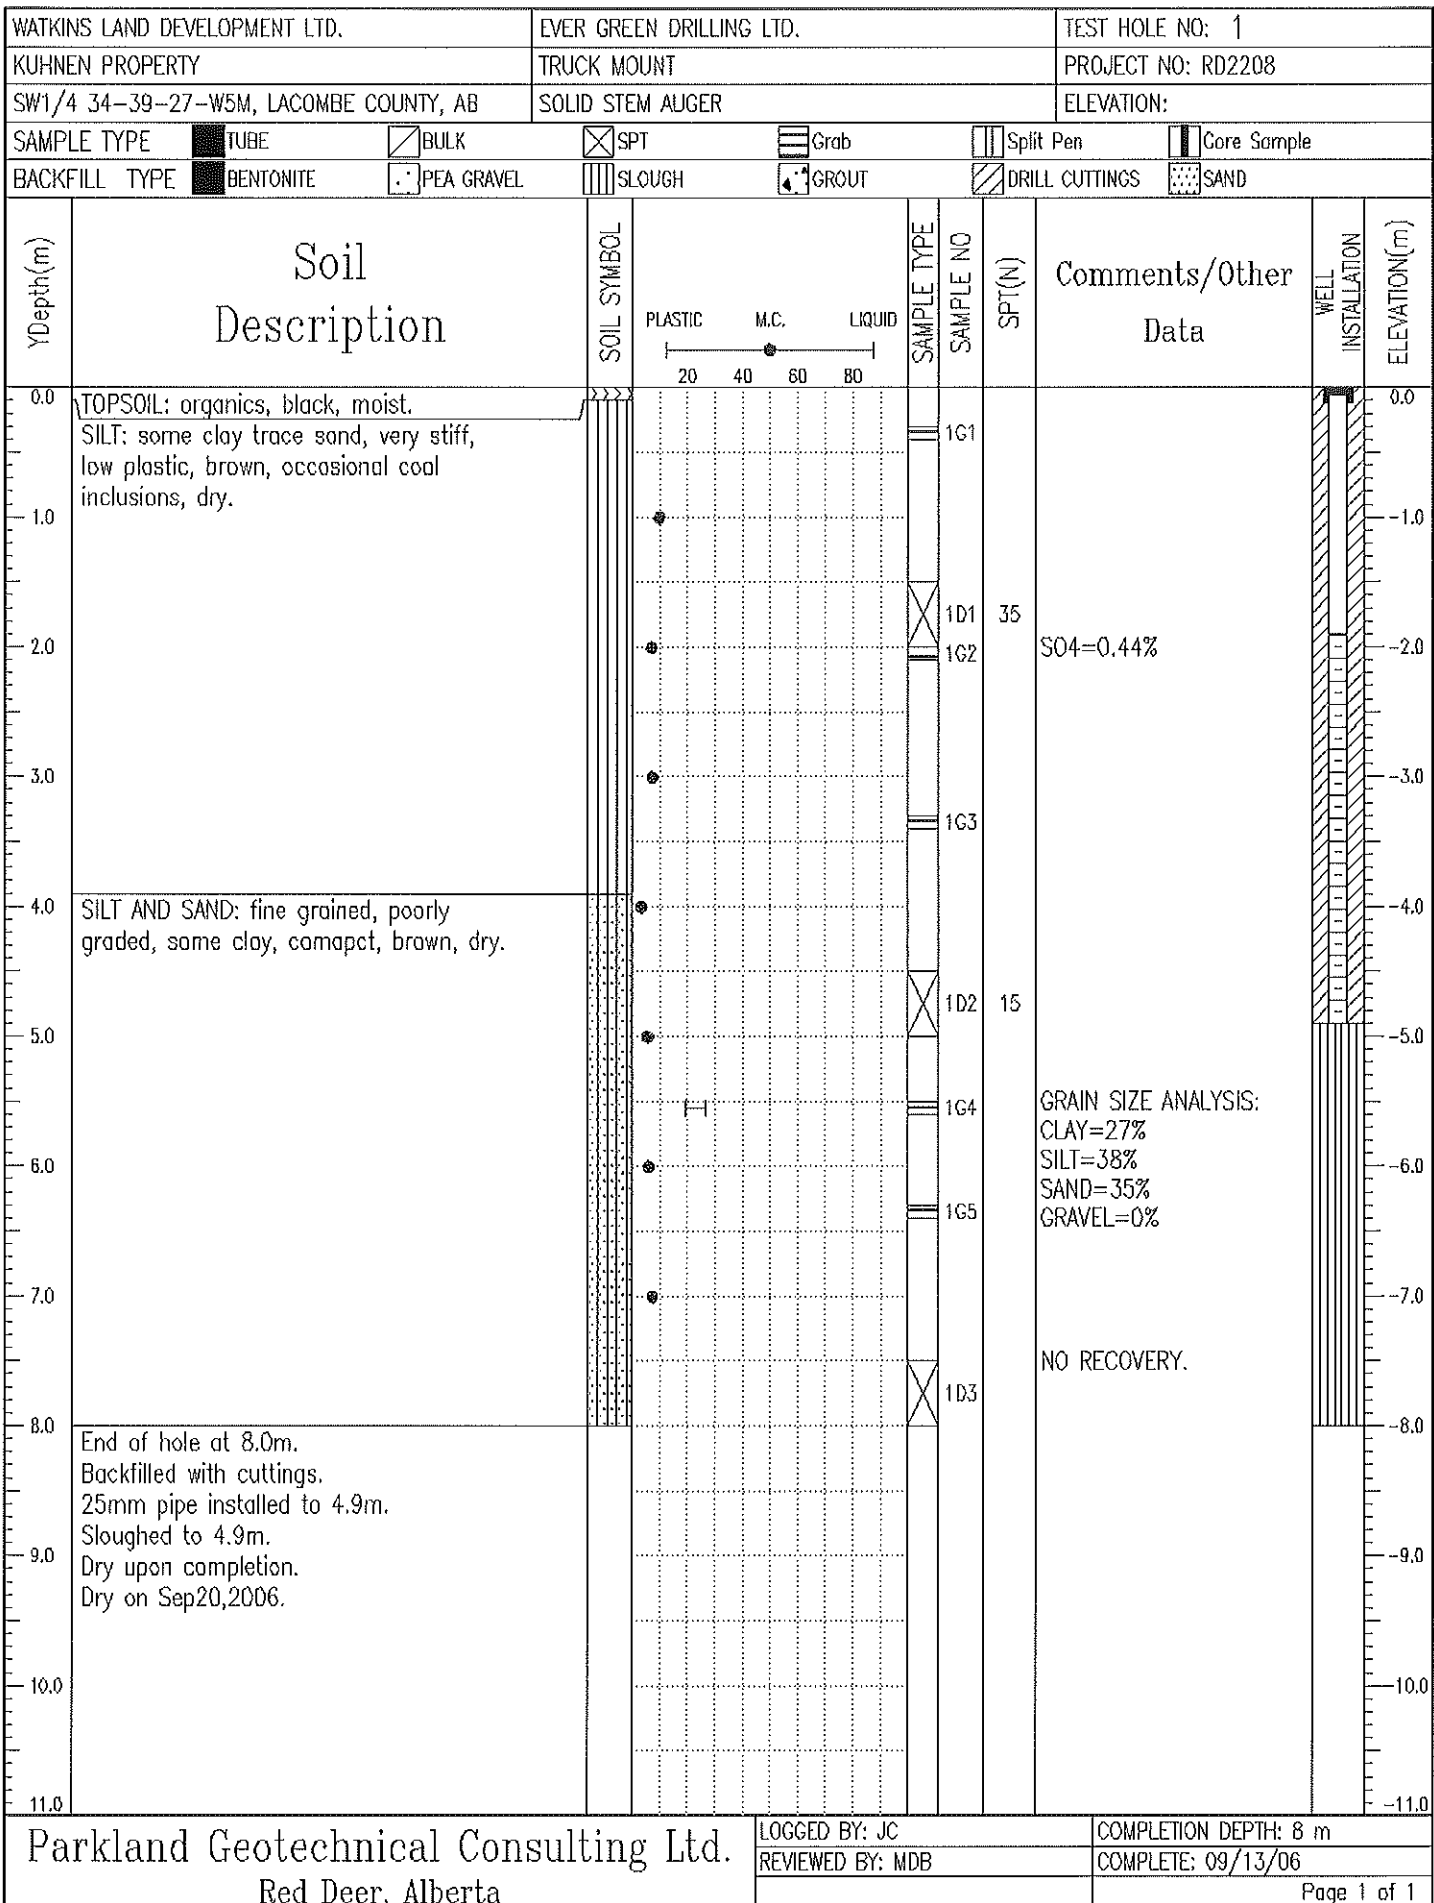 WATKINS LAND DEVELOPMENT LTD. EVER GREEN DRILLING LTD. TEST HOLE NO: 1
KUHNEN PROPERTY TRUCK MOUNT PROJECT NO: RD2208
SW1/4 34-39-27-W5M, LACOMBE COUNTY, AB SOLID STEM AUGER ELEVATION:
SAMPLE TYPE TUBE BULK SPT Grab Split Pen Core Sample
BACKFILL TYPE BENTONITE PEA GRAVEL SLOUGH GROUT DRILL CUTTINGS SAND
YDepth(m)
Soil
Description
SOIL SYMBOL
PLASTIC M.C. LIQUID
20 40 60 80
SAMPLE TYPE
SAMPLE NO
SPT(N)
Comments/Other
Data
WELL
INSTALLATION
ELEVATION(m)
0.0 TOPSOIL: organics, black, moist. 0.0
SILT: some clay trace sand, very stiff, 1G1
low plastic, brown, occasional coal
inclusions, dry.
1.0 -1.0
1D1 35
2.0 1G2 SO4=0.44% -2.0
3.0 -3.0
1G3
4.0 SILT AND SAND: fine grained, poorly -4.0
graded, some clay, comapct, brown, dry.
1D2 15
5.0 -5.0
1G4 GRAIN SIZE ANALYSIS:
CLAY=27%
6.0 SILT=38% -6.0
SAND=35%
1G5 GRAVEL=0%
7.0 -7.0
NO RECOVERY.
1D3
8.0 -8.0
End of hole at 8.0m.
Backfilled with cuttings.
25mm pipe installed to 4.9m.
Sloughed to 4.9m.
9.0 Dry upon completion. -9.0
Dry on Sep20,2006.
10.0 -10.0
11.0 -11.0
Parkland Geotechnical Consulting Ltd.
Red Deer, Alberta
LOGGED BY: JC COMPLETION DEPTH: 8 m
REVIEWED BY: MDB COMPLETE: 09/13/06
Page 1 of 1